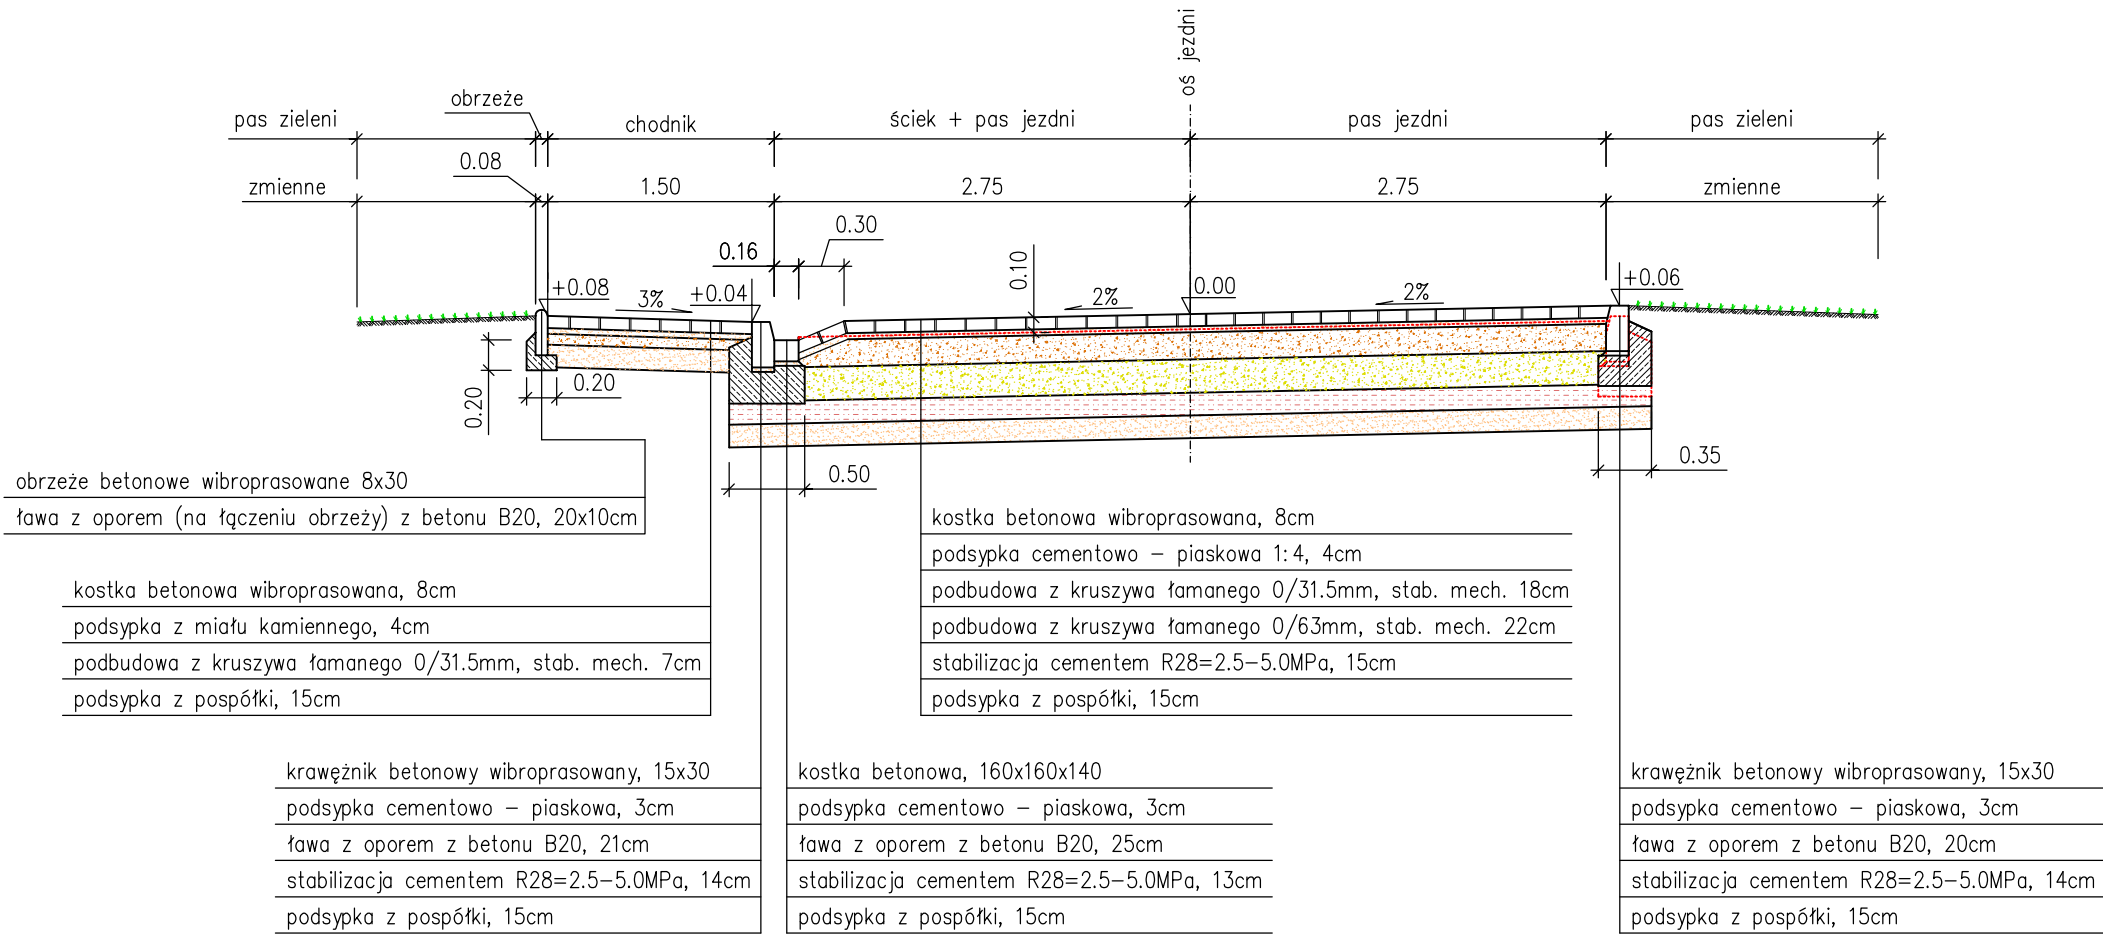 oś jezdni
obrzeże
pas zieleni
chodnik
ściek + pas jezdni
pas jezdni
pas zieleni
0.08
zmienne
1.50
2.75
2.75
zmienne
0.30
0.16
0.10
+0.08
3%
+0.04
2%
0.00
2%
+0.06
0.20
0.20
0.50
0.35
obrzeże betonowe wibroprasowane 8x30
ława z oporem (na łączeniu obrzeży) z betonu B20, 20x10cm
kostka betonowa wibroprasowana, 8cm
podsypka z miału kamiennego, 4cm
podbudowa z kruszywa łamanego 0/31.5mm, stab. mech. 7cm
podsypka z pospółki, 15cm
kostka betonowa wibroprasowana, 8cm
podsypka cementowo – piaskowa 1:4, 4cm
podbudowa z kruszywa łamanego 0/31.5mm, stab. mech. 18cm
podbudowa z kruszywa łamanego 0/63mm, stab. mech. 22cm
stabilizacja cementem R28=2.5–5.0MPa, 15cm
podsypka z pospółki, 15cm
krawężnik betonowy wibroprasowany, 15x30
podsypka cementowo – piaskowa, 3cm
ława z oporem z betonu B20, 21cm
stabilizacja cementem R28=2.5–5.0MPa, 14cm
podsypka z pospółki, 15cm
kostka betonowa, 160x160x140
podsypka cementowo – piaskowa, 3cm
ława z oporem z betonu B20, 25cm
stabilizacja cementem R28=2.5–5.0MPa, 13cm
podsypka z pospółki, 15cm
krawężnik betonowy wibroprasowany, 15x30
podsypka cementowo – piaskowa, 3cm
ława z oporem z betonu B20, 20cm
stabilizacja cementem R28=2.5–5.0MPa, 14cm
podsypka z pospółki, 15cm